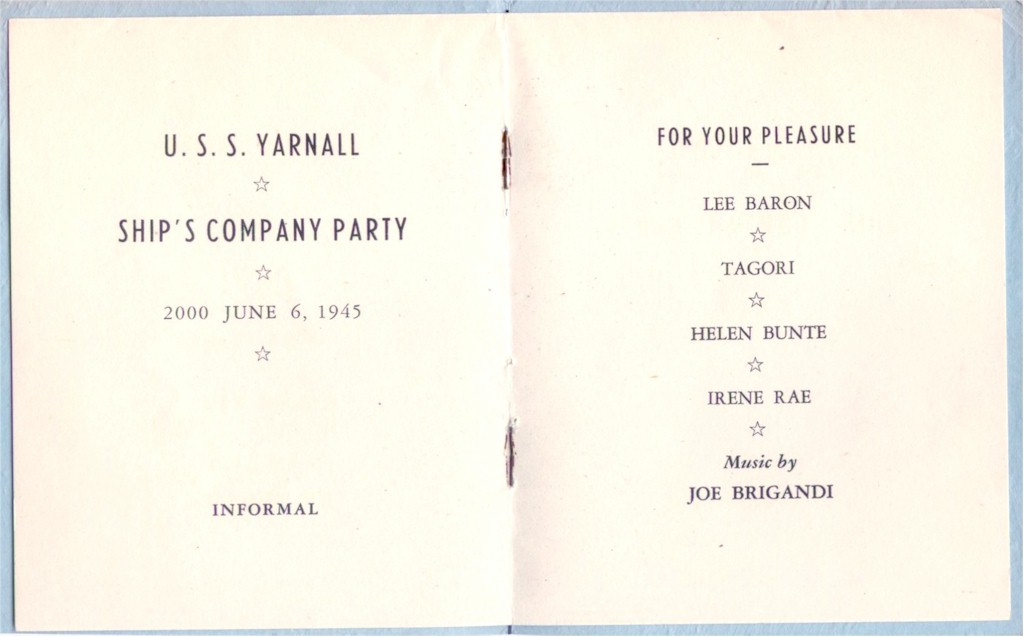 U. S. S. YARNALL
☆
SHIP'S COMPANY PARTY
☆
2000 JUNE 6, 1945
☆
INFORMAL
FOR YOUR PLEASURE
—
LEE BARON
☆
TAGORI
☆
HELEN BUNTE
☆
IRENE RAE
☆
Music by
JOE BRIGANDI